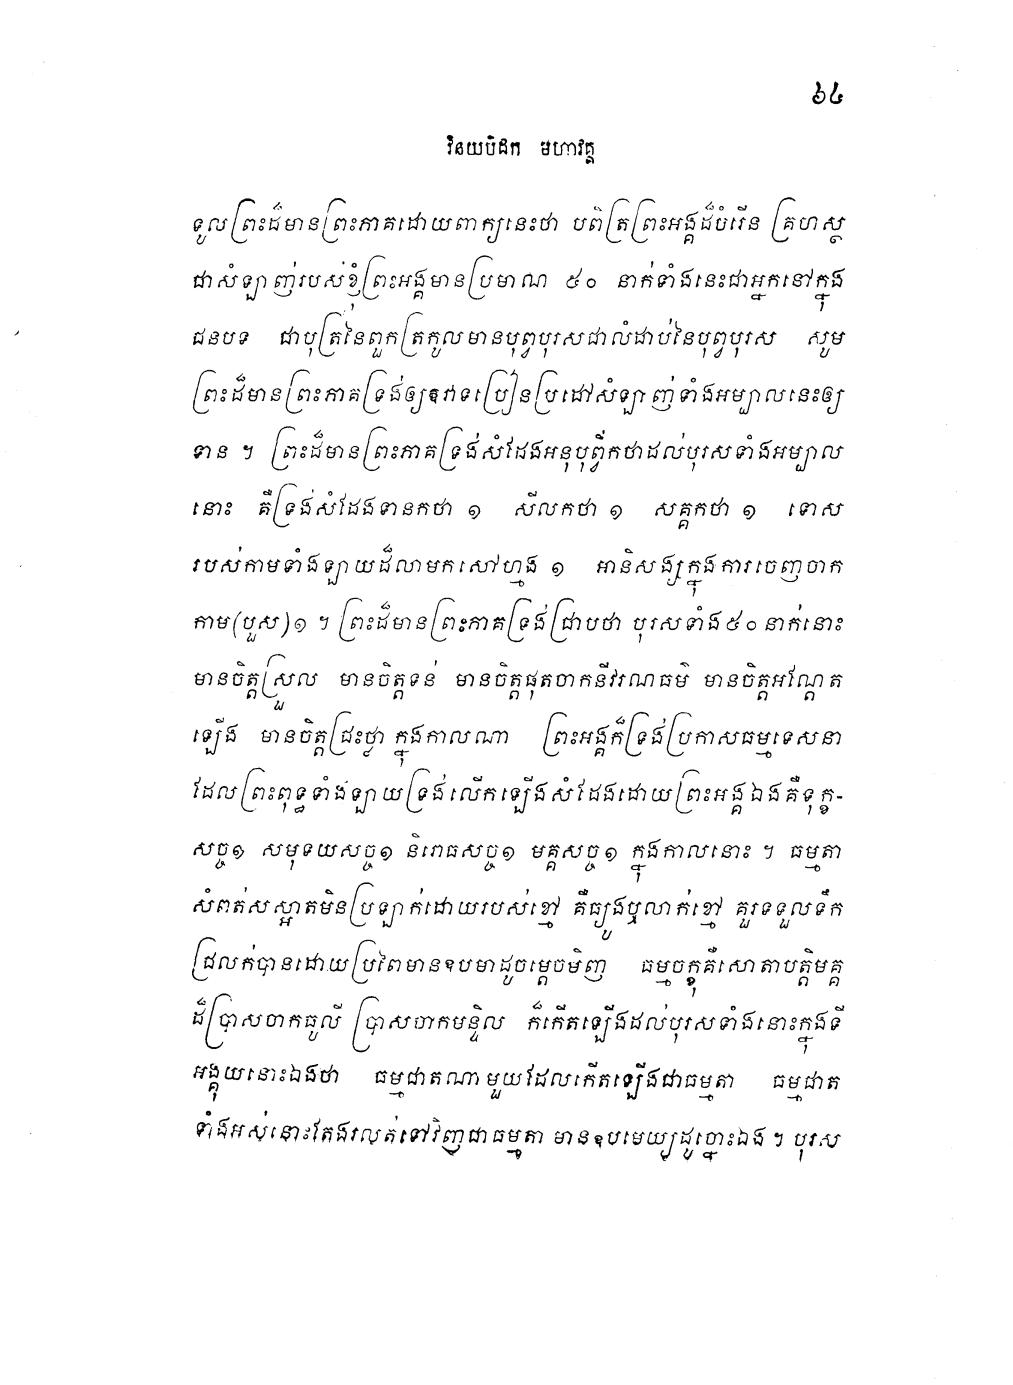 ៦៤
វិនយបិដក មហាវគ្គ
ទូលព្រះដ៏មានព្រះភាគដោយពាក្យនេះថា បពិត្រព្រះអង្គដ៏ចំរើន គ្រហស្ថ
ជាសំឡាញ់របស់ខ្ញុំព្រះអង្គមានប្រមាណ ៥០ នាក់ទាំងនេះជាអ្នកនៅក្នុង
ជនបទ ជាបុត្រនៃពួកត្រកូលមានបុព្វបុរសជាលំដាប់នៃបុព្វបុរស សូម
ព្រះដ៏មានព្រះភាគទ្រង់ឲ្យឱវាទប្រៀនប្រដៅសំឡាញ់ទាំងអម្បាលនេះឲ្យ
ទាន ។ ព្រះដ៏មានព្រះភាគទ្រង់សំដែងអនុបុព្វិកថាដល់បុរសទាំងអម្បាល
នោះ គឺទ្រង់សំដែងទានកថា ១ សីលកថា ១ សគ្គកថា ១ ទោស
របស់កាមទាំងឡាយដ៏លាមកសៅហ្មង ១ អានិសង្សក្នុងការចេញចាក
កាម(បួស)១ ។ ព្រះដ៏មានព្រះភាគទ្រង់ជ្រាបថា បុរសទាំង៥០នាក់នោះ
មានចិត្តស្រួល មានចិត្តទន់ មានចិត្តផុតចាកនីវរណធម៌ មានចិត្តអណ្តែត
ឡើង មានចិត្តជ្រះថ្លា ក្នុងកាលណា ព្រះអង្គក៏ទ្រង់ប្រកាសធម្មទេសនា
ដែលព្រះពុទ្ធទាំងឡាយទ្រង់លើកឡើងសំដែងដោយព្រះអង្គឯងគឺទុក្ខ-
សច្ច១ សមុទយសច្ច១ និរោធសច្ច១ មគ្គសច្ច១ ក្នុងកាលនោះ ។ ធម្មតា
សំពត់សស្អាតមិនប្រឡាក់ដោយរបស់ខ្មៅ គឺធ្យូងឬលាក់ខ្មៅ គួរទទួលទឹក
ជ្រលក់បានដោយប្រពៃមានឧបមាដូចម្តេចមិញ ធម្មចក្ខុគឺសោតាបត្តិមគ្គ
ដ៏ប្រាសចាកធូលី ប្រាសចាកមន្ទិល ក៏កើតឡើងដល់បុរសទាំងនោះក្នុងទី
អង្គុយនោះឯងថា ធម្មជាតណាមួយដែលកើតឡើងជាធម្មតា ធម្មជាត
ទាំងអស់នោះតែងរលត់ទៅវិញជាធម្មតា មានឧបមេយ្យដូច្នោះឯង ។ បុរស